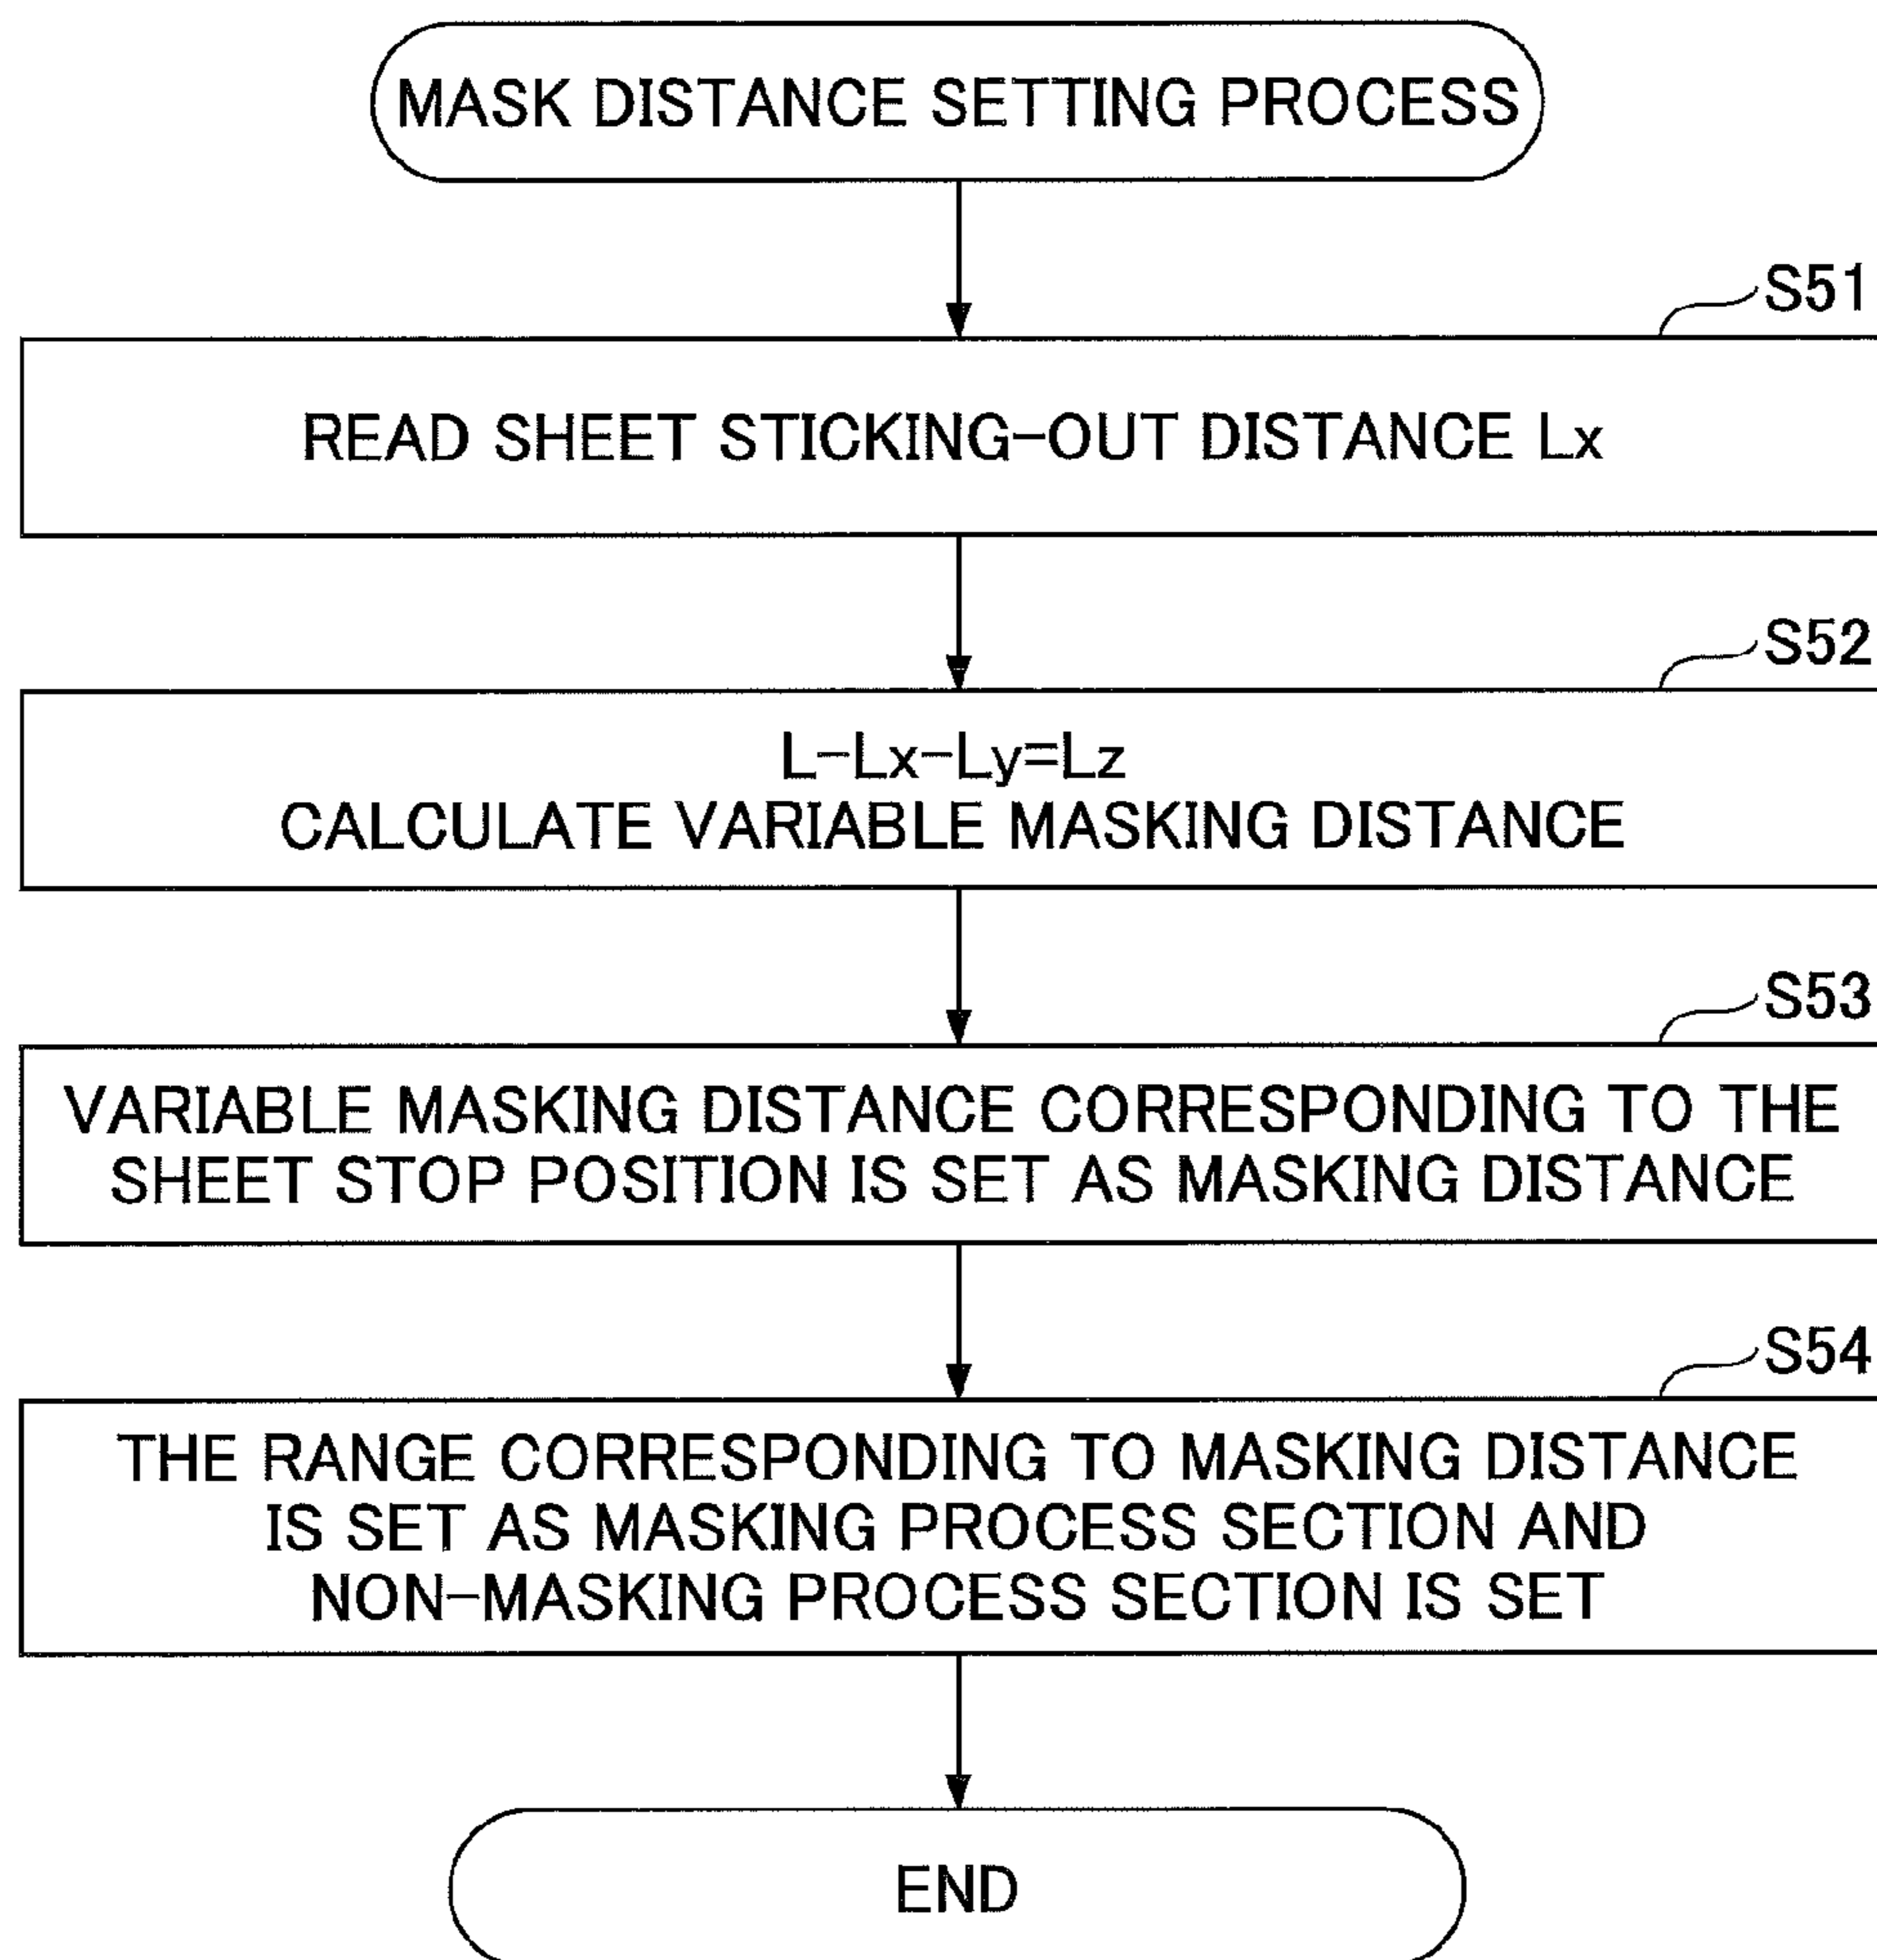 MASK DISTANCE SETTING PROCESS
S51
READ SHEET STICKING-OUT DISTANCE Lx
S52
L-Lx-Ly=Lz
CALCULATE VARIABLE MASKING DISTANCE
S53
VARIABLE MASKING DISTANCE CORRESPONDING TO THE
SHEET STOP POSITION IS SET AS MASKING DISTANCE
S54
THE RANGE CORRESPONDING TO MASKING DISTANCE
IS SET AS MASKING PROCESS SECTION AND
NON-MASKING PROCESS SECTION IS SET
END